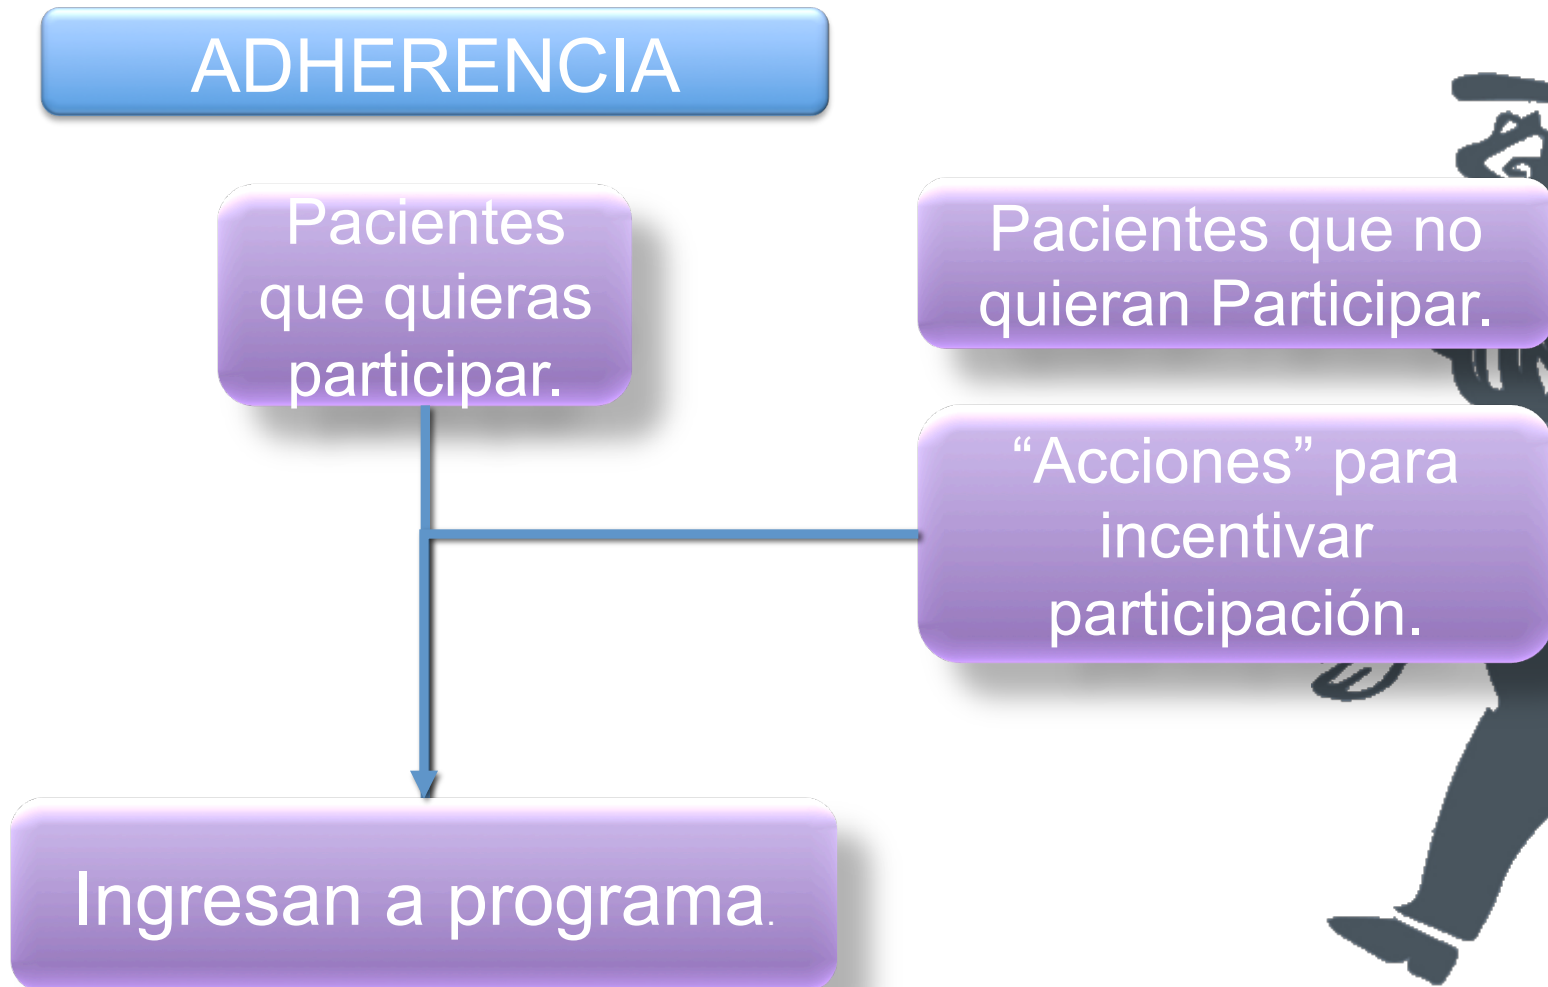 ADHERENCIA
Pacientes
que quieras
participar.
Pacientes que no
quieran Participar.
“Acciones” para
incentivar
participación.
Ingresan a programa.